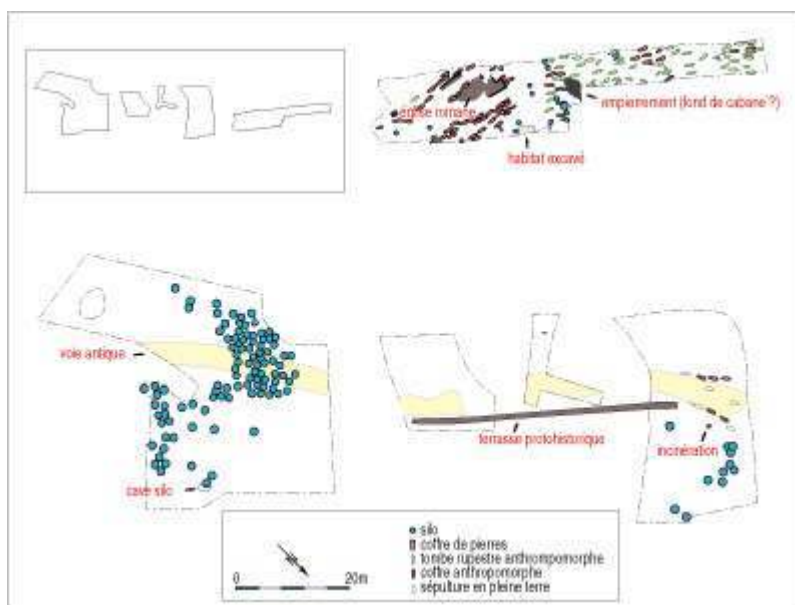 église romane
empierrement (fond de cabane ?)
habitat excavé
voie antique
cave silo
terrasse protohistorique
incinération
0 20m
silo
coffre de pierres
tombe rupestre anthropomorphe
coffre anthropomorphe
sépulture en pleine terre